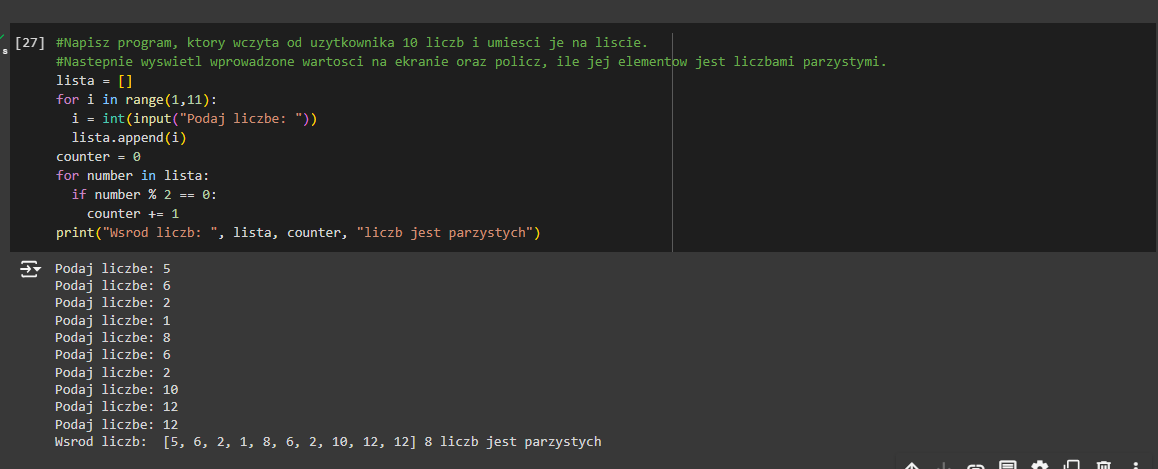 [27] #Napisz program, ktory wczyta od uzytkownika 10 liczb i umiesci je na liscie.
#Nastepnie wyswietl wprowadzone wartosci na ekranie oraz policz, ile jej elementow jest liczbami parzystymi.
s
lista = []
for i in range(1,11):
  i = int(input("Podaj liczbe: "))
  lista.append(i)
counter = 0
for number in lista:
  if number % 2 == 0:
    counter += 1
print("Wsrod liczb: ", lista, counter, "liczb jest parzystych")
Podaj liczbe: 5
Podaj liczbe: 6
Podaj liczbe: 2
Podaj liczbe: 1
Podaj liczbe: 8
Podaj liczbe: 6
Podaj liczbe: 2
Podaj liczbe: 10
Podaj liczbe: 12
Podaj liczbe: 12
Wsrod liczb:  [5, 6, 2, 1, 8, 6, 2, 10, 12, 12] 8 liczb jest parzystych